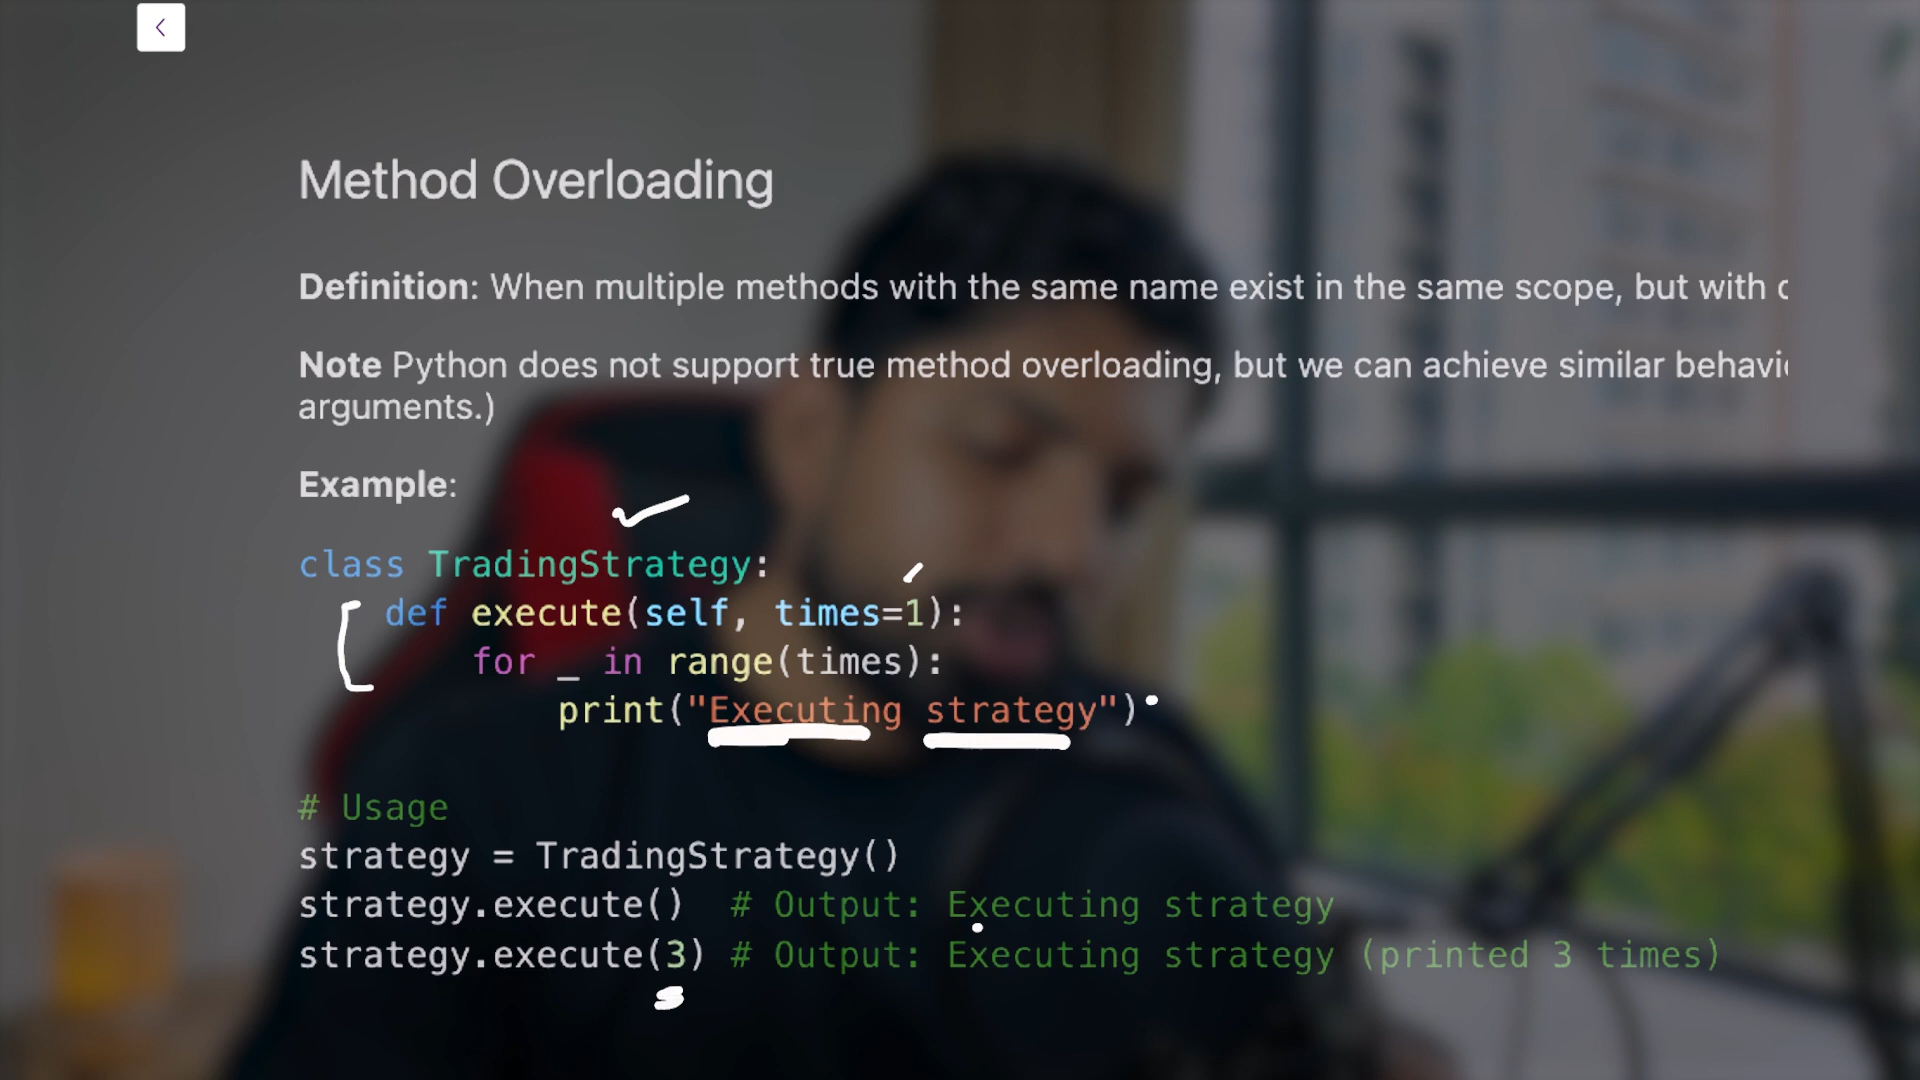 Method Overloading
Definition: When multiple methods with the same name exist in the same scope, but with
Note Python does not support true method overloading, but we can achieve similar
arguments.)
Example:
class TradingStrategy:
def execute(self, times=1):
for _ in range(times):
print("Executing strategy")
# Usage
strategy = TradingStrategy()
strategy.execute()  # Output: Executing strategy
strategy.execute(3) # Output: Executing strategy (printed 3 times)